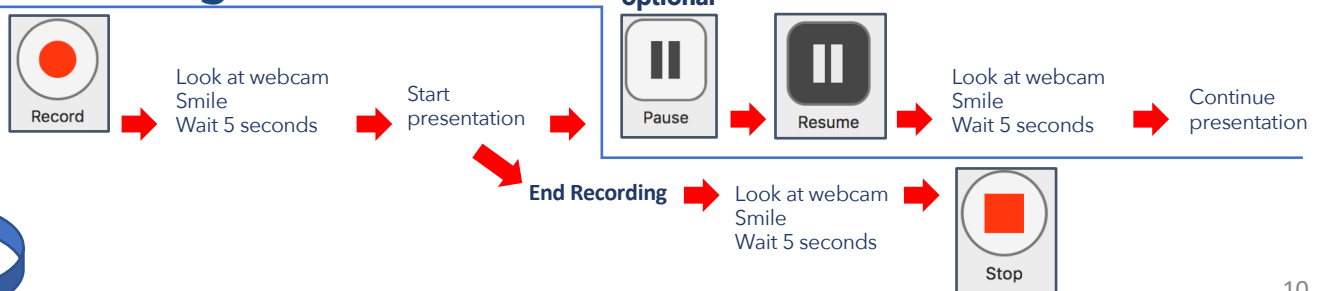 optional
Record
Look at webcam
Smile
Wait 5 seconds
Start
presentation
Pause
Resume
Look at webcam
Smile
Wait 5 seconds
Continue
presentation
End Recording
Look at webcam
Smile
Wait 5 seconds
Stop
10